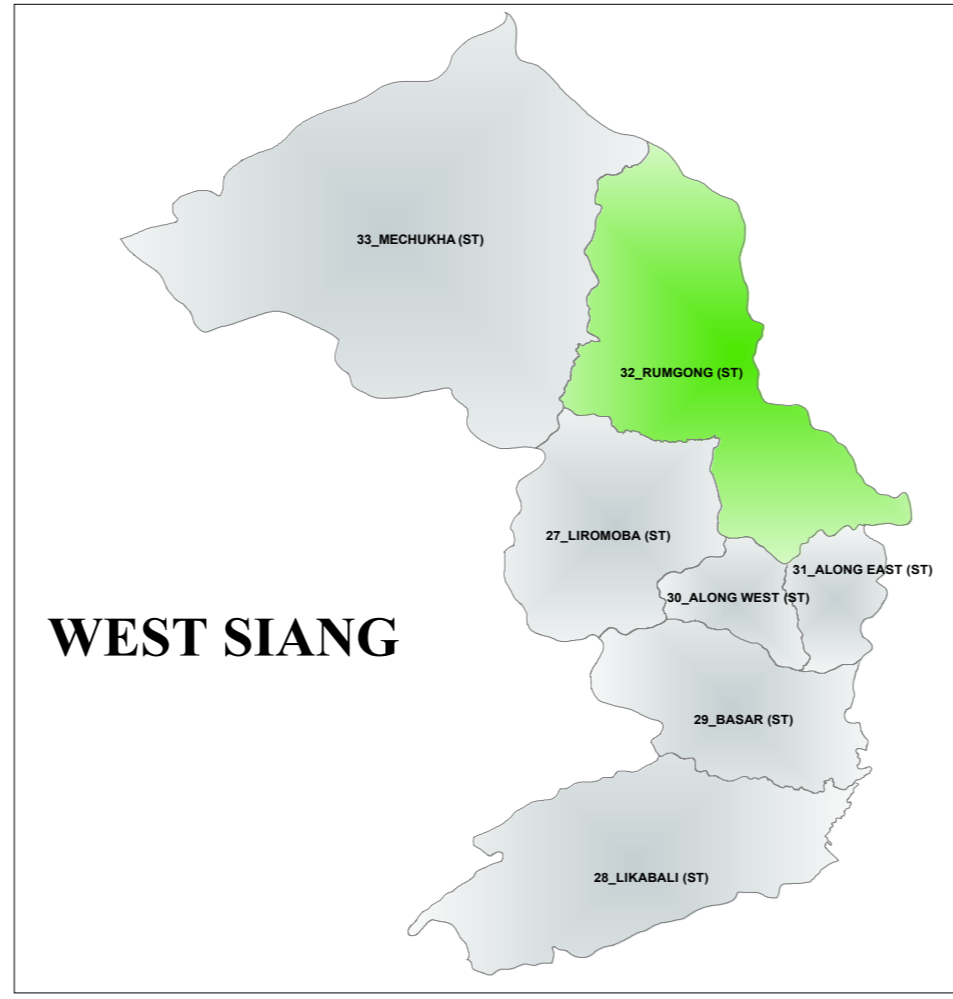 33_MECHUKHA (ST)
32_RUMGONG (ST)
27_LIROMOBA (ST)
31_ALONG EAST (ST)
30_ALONG WEST (ST)
WEST SIANG
29_BASAR (ST)
28_LIKABALI (ST)